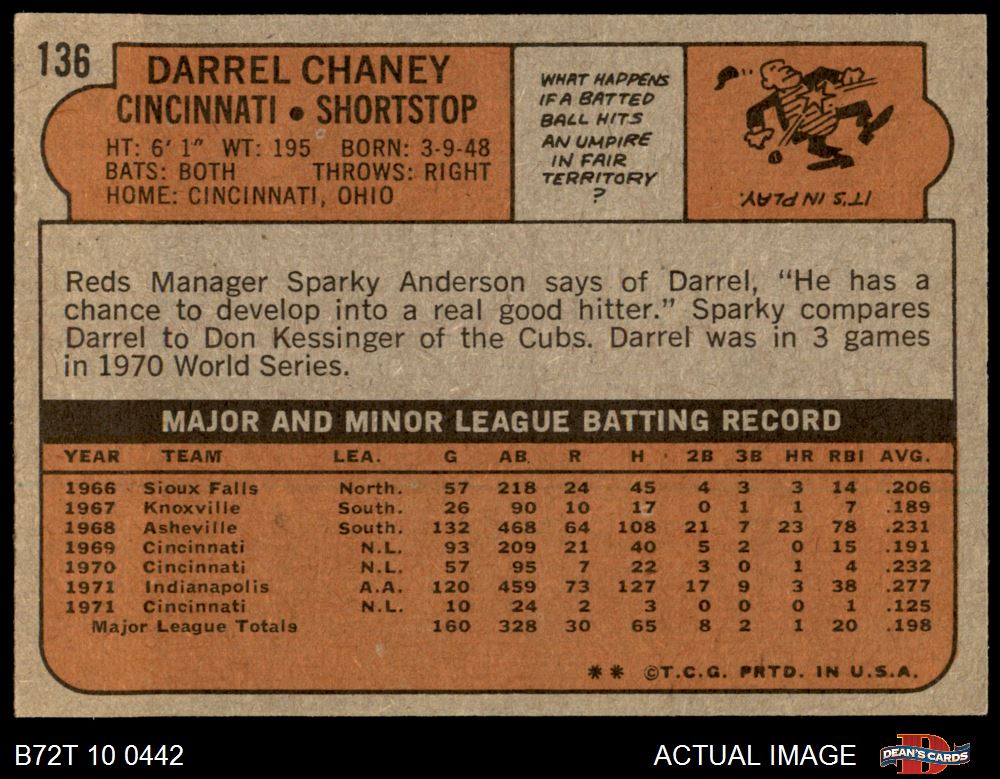 136
DARREL CHANEY
CINCINNATI • SHORTSTOP
HT: 6' 1" WT: 195 BORN: 3-9-48
BATS: BOTH THROWS: RIGHT
HOME: CINCINNATI, OHIO
WHAT HAPPENS
IF A BATTED
BALL HITS
AN UMPIRE
IN FAIR
TERRITORY
?
IT'S IN PLAY.
Reds Manager Sparky Anderson says of Darrel, “He has a
chance to develop into a real good hitter.” Sparky compares
Darrel to Don Kessinger of the Cubs. Darrel was in 3 games
in 1970 World Series.
MAJOR AND MINOR LEAGUE BATTING RECORD
YEAR TEAM LEA. G AB. R H 2B 3B HR RBI AVG.
1966 Sioux Falls North. 57 218 24 45 4 3 3 14 .206
1967 Knoxville South. 26 90 10 17 0 1 1 7 .189
1968 Asheville South. 132 468 64 108 21 7 23 78 .231
1969 Cincinnati N.L. 93 209 21 40 5 2 0 15 .191
1970 Cincinnati N.L. 57 95 7 22 3 0 1 4 .232
1971 Indianapolis A.A. 120 459 73 127 17 9 3 38 .277
1971 Cincinnati N.L. 10 24 2 3 0 0 0 1 .125
Major League Totals 160 328 30 65 8 2 1 20 .198
** ©T.C.G. PRTD. IN U.S.A.
B72T 10 0442
ACTUAL IMAGE
DEAN'S CARDS